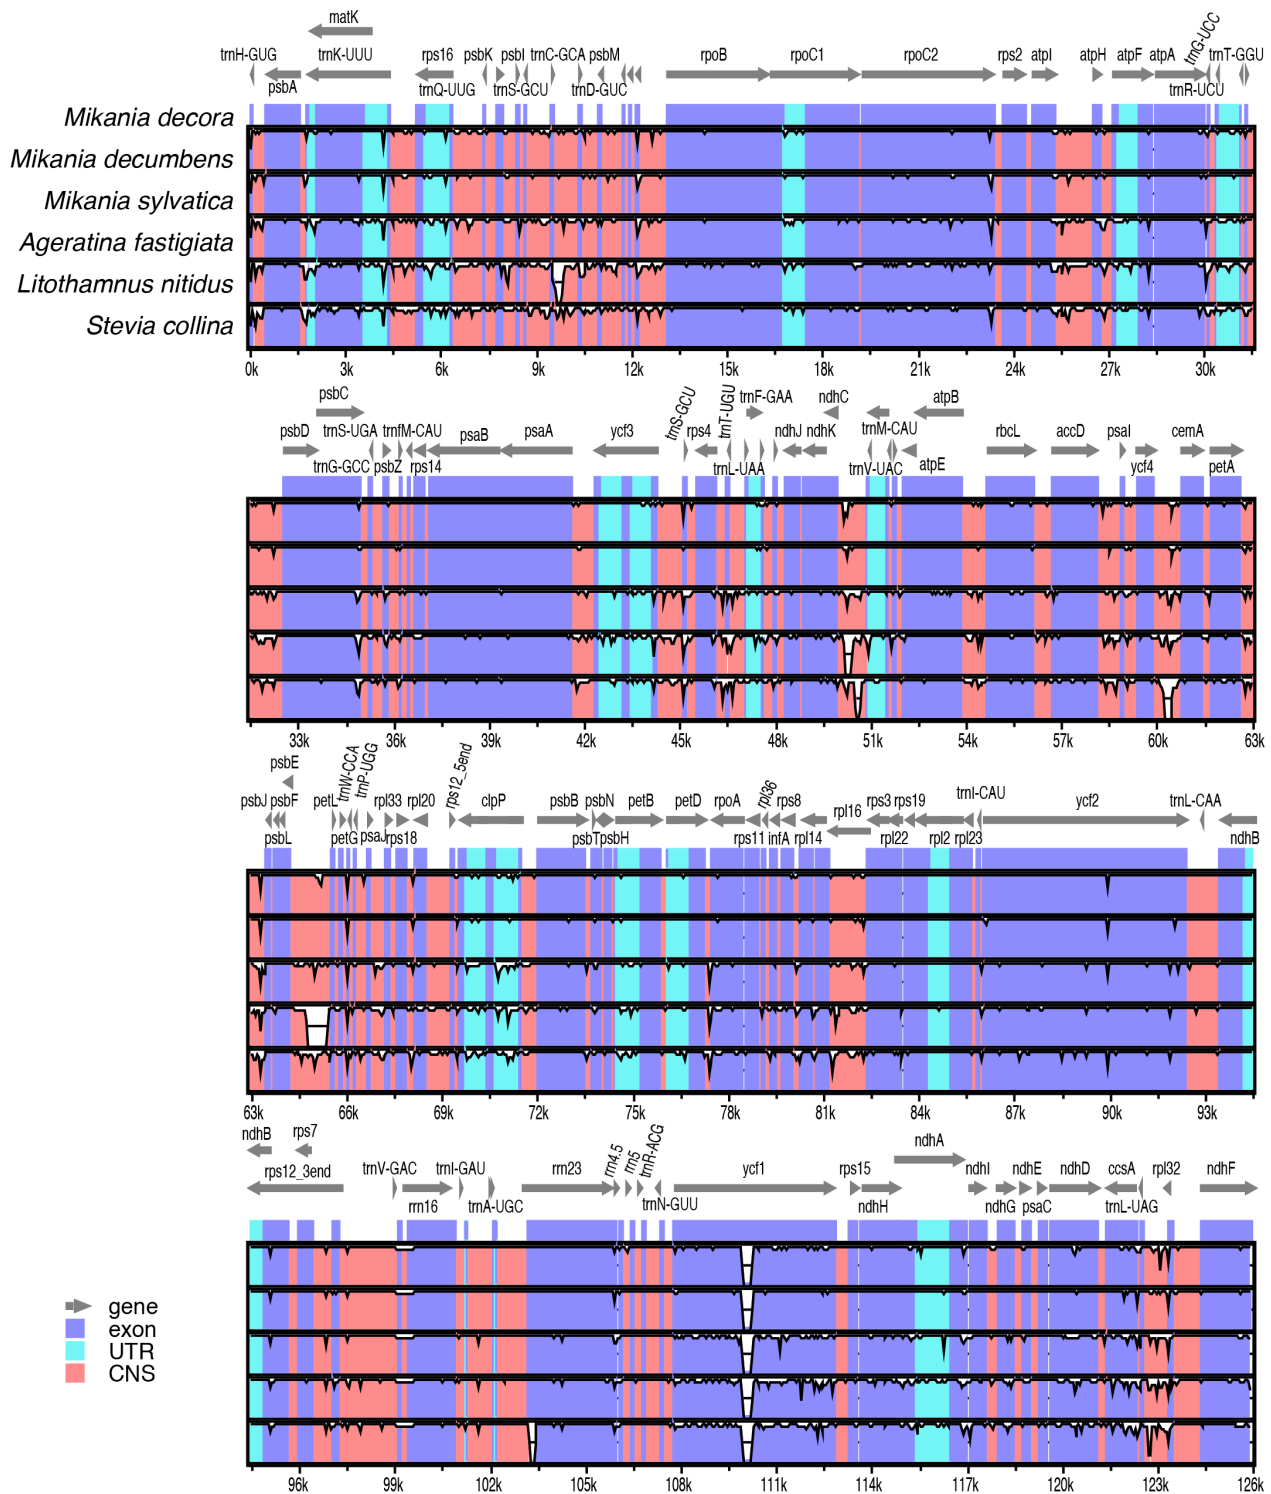 matK
trnH-GUG trnK-UUU rps16 psbK psbI trnC-GCA psbM rpoB rpoC1 rpoC2 rps2 atpI atpH atpF atpA trnG-UCC trnT-GGU
psbA trnQ-UUG trnS-GCU trnD-GUC trnR-UCU
Mikania decora
Mikania decumbens
Mikania sylvatica
Ageratina fastigiata
Litothamnus nitidus
Stevia collina
0k 3k 6k 9k 12k 15k 18k 21k 24k 27k 30k
psbC trnF-GAA ndhC atpB
psbD trnS-UGA trnfM-CAU psaB psaA ycf3 trnS-GCU rps4 trnT-UGU ndhJ ndhK trnM-CAU rbcL accD psaI cemA
trnG-GCC psbZ rps14 trnL-UAA trnV-UAC atpE ycf4 petA
33k 36k 39k 42k 45k 48k 51k 54k 57k 60k 63k
psbE
psbJ psbF petL trnW-CCA trnP-UGG rpl33 rpl20 rps12_5end clpP psbB psbN petB petD rpoA rpl36 rps8 rpl16 rps3 rps19 trnI-CAU ycf2 trnL-CAA
psbL petG psaJ rps18 psbT psbH rps11 infA rpl14 rpl22 rpl2 rpl23 ndhB
63k 66k 69k 72k 75k 78k 81k 84k 87k 90k 93k
ndhB rps7 ndhA
rps12_3end trnV-GAC trnI-GAU rrn23 rrn4.5 rrn5 trnR-ACG ycf1 rps15 ndhI ndhE ndhD ccsA rpl32 ndhF
rrn16 trnA-UGC trnN-GUU ndhH ndhG psaC trnL-UAG
gene
exon
UTR
CNS
96k 99k 102k 105k 108k 111k 114k 117k 120k 123k 126k